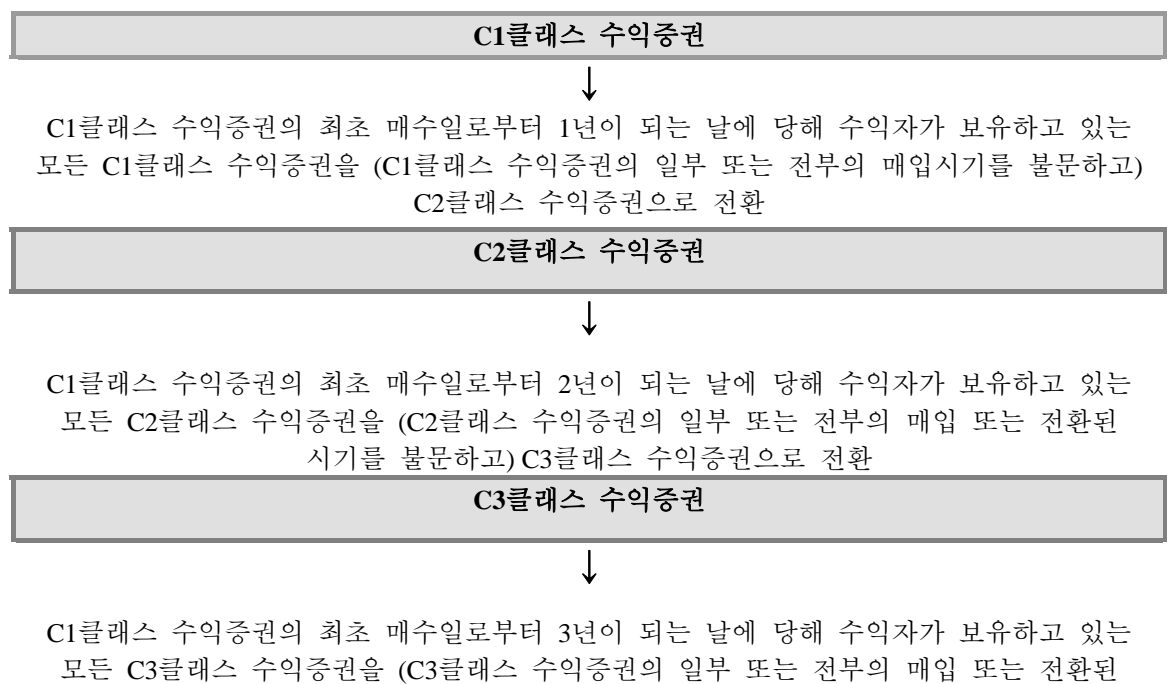 C1클래스 수익증권
↓
C1클래스 수익증권의 최초 매수일로부터 1년이 되는 날에 당해 수익자가 보유하고 있는
모든 C1클래스 수익증권을 (C1클래스 수익증권의 일부 또는 전부의 매입시기를 불문하고)
C2클래스 수익증권으로 전환
C2클래스 수익증권
↓
C1클래스 수익증권의 최초 매수일로부터 2년이 되는 날에 당해 수익자가 보유하고 있는
모든 C2클래스 수익증권을 (C2클래스 수익증권의 일부 또는 전부의 매입 또는 전환된
시기를 불문하고) C3클래스 수익증권으로 전환
C3클래스 수익증권
↓
C1클래스 수익증권의 최초 매수일로부터 3년이 되는 날에 당해 수익자가 보유하고 있는
모든 C3클래스 수익증권을 (C3클래스 수익증권의 일부 또는 전부의 매입 또는 전환된